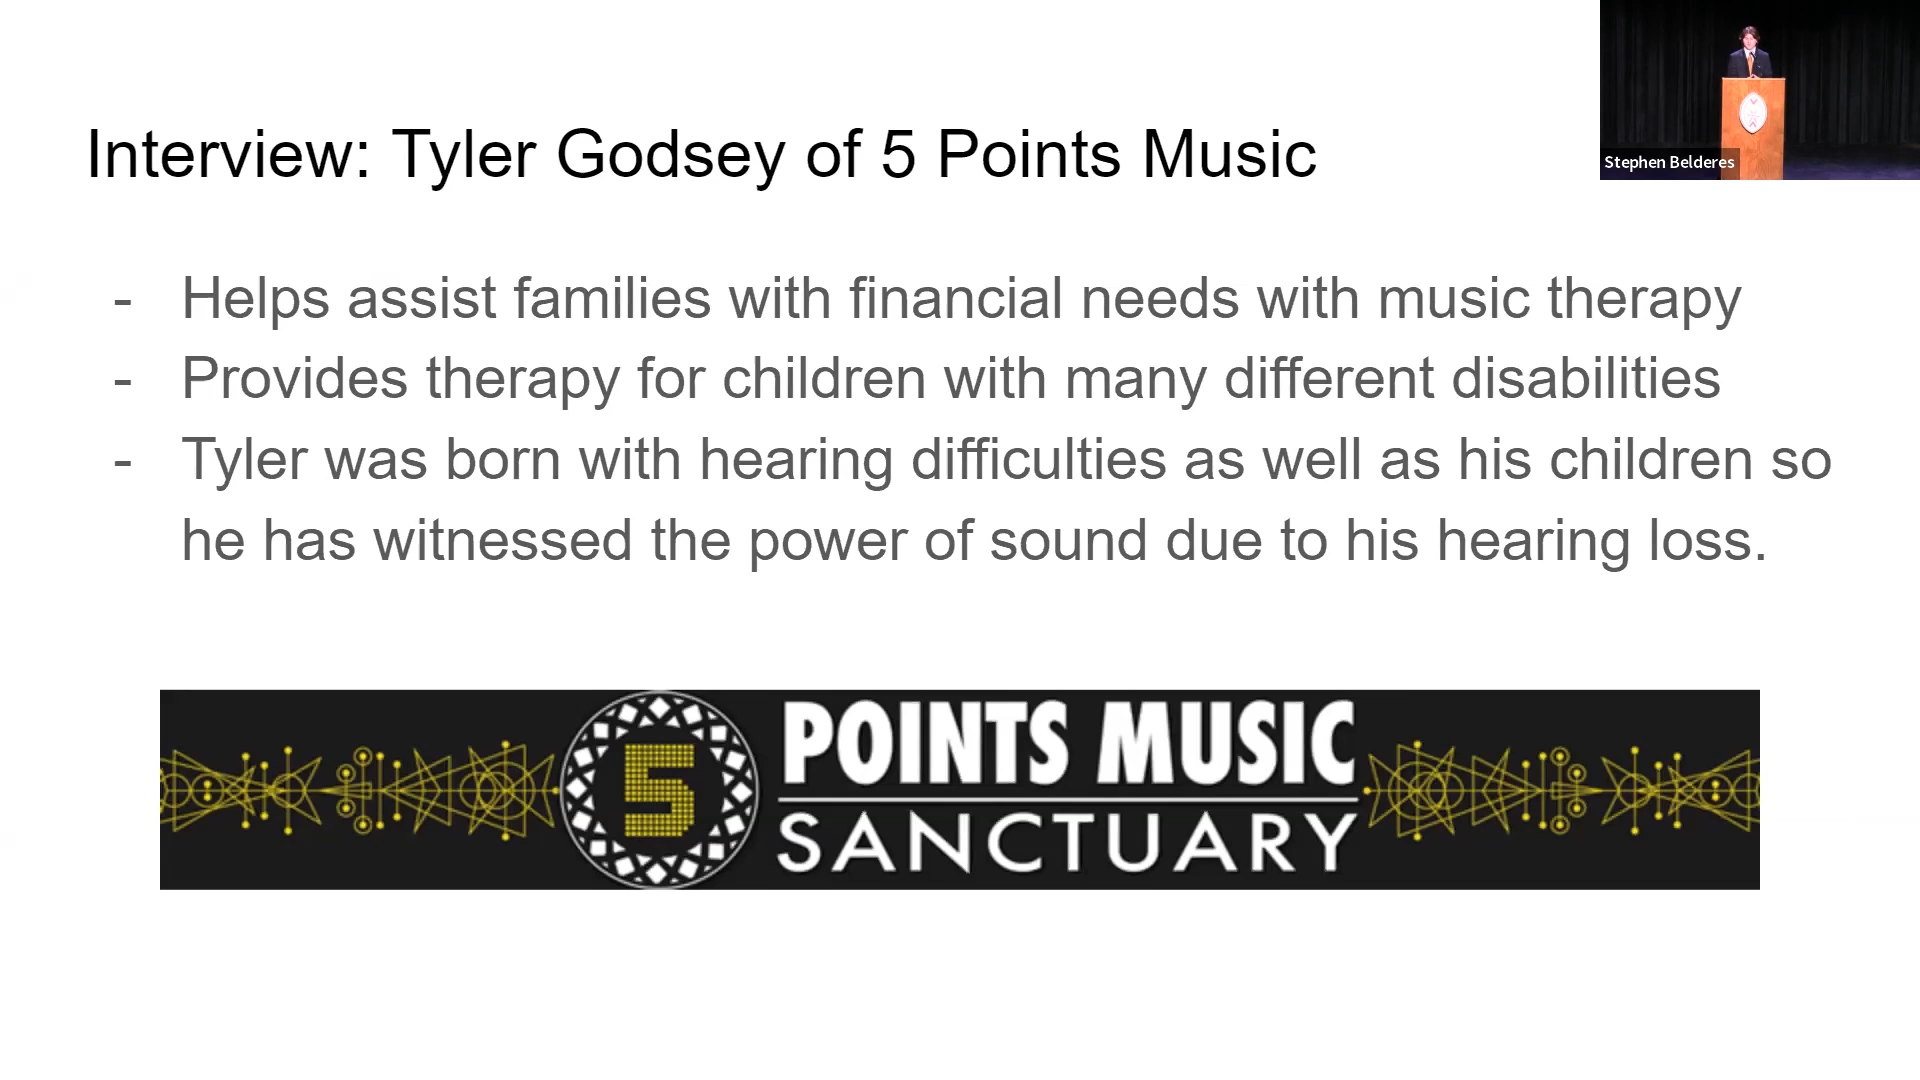 Interview: Tyler Godsey of 5 Points Music
Stephen Belderes
- Helps assist families with financial needs with music therapy
- Provides therapy for children with many different disabilities
- Tyler was born with hearing difficulties as well as his children so
he has witnessed the power of sound due to his hearing loss.
5 POINTS MUSIC
SANCTUARY